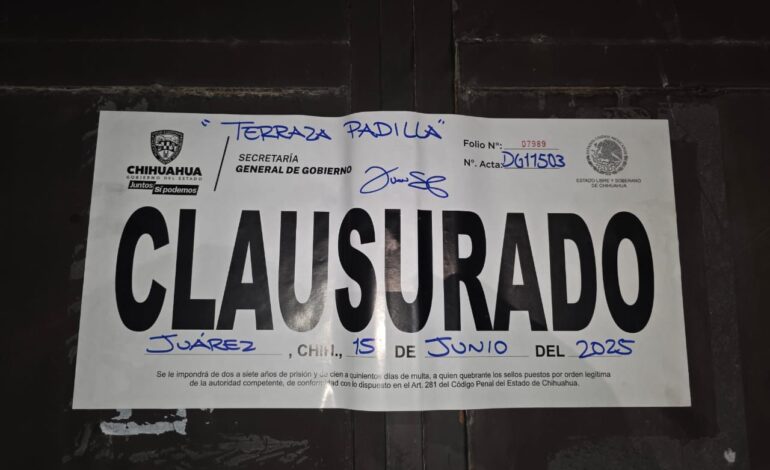 "TERRAZA PADILLA"
CHIHUAHUA
GOBIERNO DEL ESTADO
Juntos Sí podemos
SECRETARÍA
GENERAL DE GOBIERNO
Folio N°: 07989
N°. Acta: DG11503
ESTADO LIBRE Y SOBERANO
DE CHIHUAHUA
CLAUSURADO
JUÁREZ, CHIH., 15 DE JUNIO DEL 2025
Se le impondrá de dos a siete años de prisión y de cien a quinientos días de multa, a quien quebrante los sellos puestos por orden legítima
de la autoridad competente, de conformidad con lo dispuesto en el Art. 281 del Código Penal del Estado de Chihuahua.